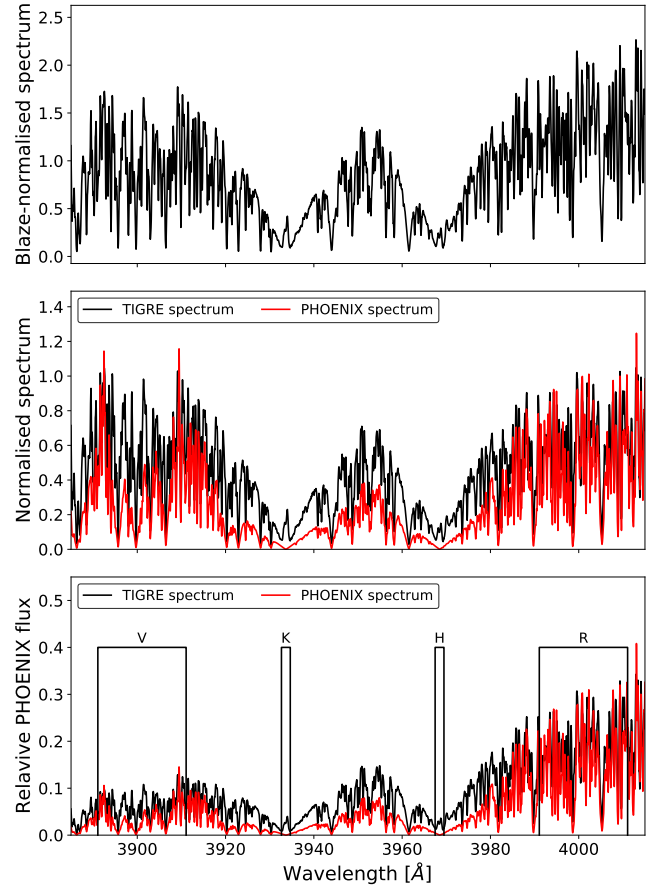 Blaze-normalised spectrum
2.5
2.0
1.5
1.0
0.5
0.0
Normalised spectrum
1.4
1.2
1.0
0.8
0.6
0.4
0.2
0.0
TIGRE spectrum
PHOENIX spectrum
Relavive PHOENIX flux
0.5
0.4
0.3
0.2
0.1
0.0
TIGRE spectrum
PHOENIX spectrum
V
K
H
R
3900 3920 3940 3960 3980 4000
Wavelength [Å]